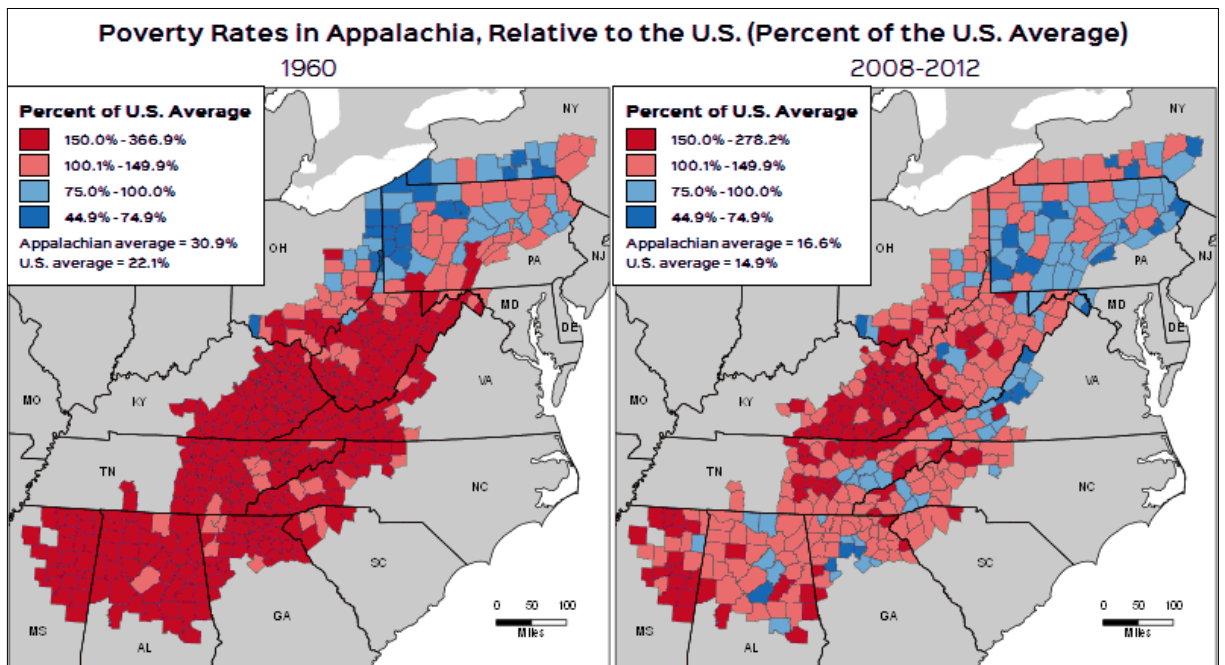 Poverty Rates in Appalachia, Relative to the U.S. (Percent of the U.S. Average)
1960
Percent of U.S. Average
150.0%-366.9%
100.1%-149.9%
75.0%-100.0%
44.9%-74.9%
Appalachian average = 30.9%
U.S. average = 22.1%
NY
OH
PA
NJ
MD
DE
VA
MO
KY
TN
NC
SC
MS
AL
GA
0 50 100
Miles
2008-2012
Percent of U.S. Average
150.0%-278.2%
100.1%-149.9%
75.0%-100.0%
44.9%-74.9%
Appalachian average = 16.6%
U.S. average = 14.9%
NY
OH
PA
NJ
MD
DE
VA
MO
KY
TN
NC
SC
MS
AL
GA
0 50 100
Miles